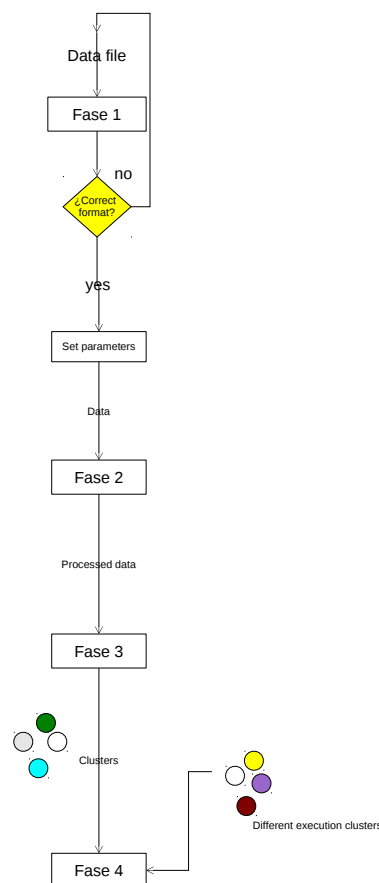 Data file
Fase 1
no
¿Correct
format?
yes
Set parameters
Data
Fase 2
Processed data
Fase 3
Clusters
Different execution clusters
Fase 4